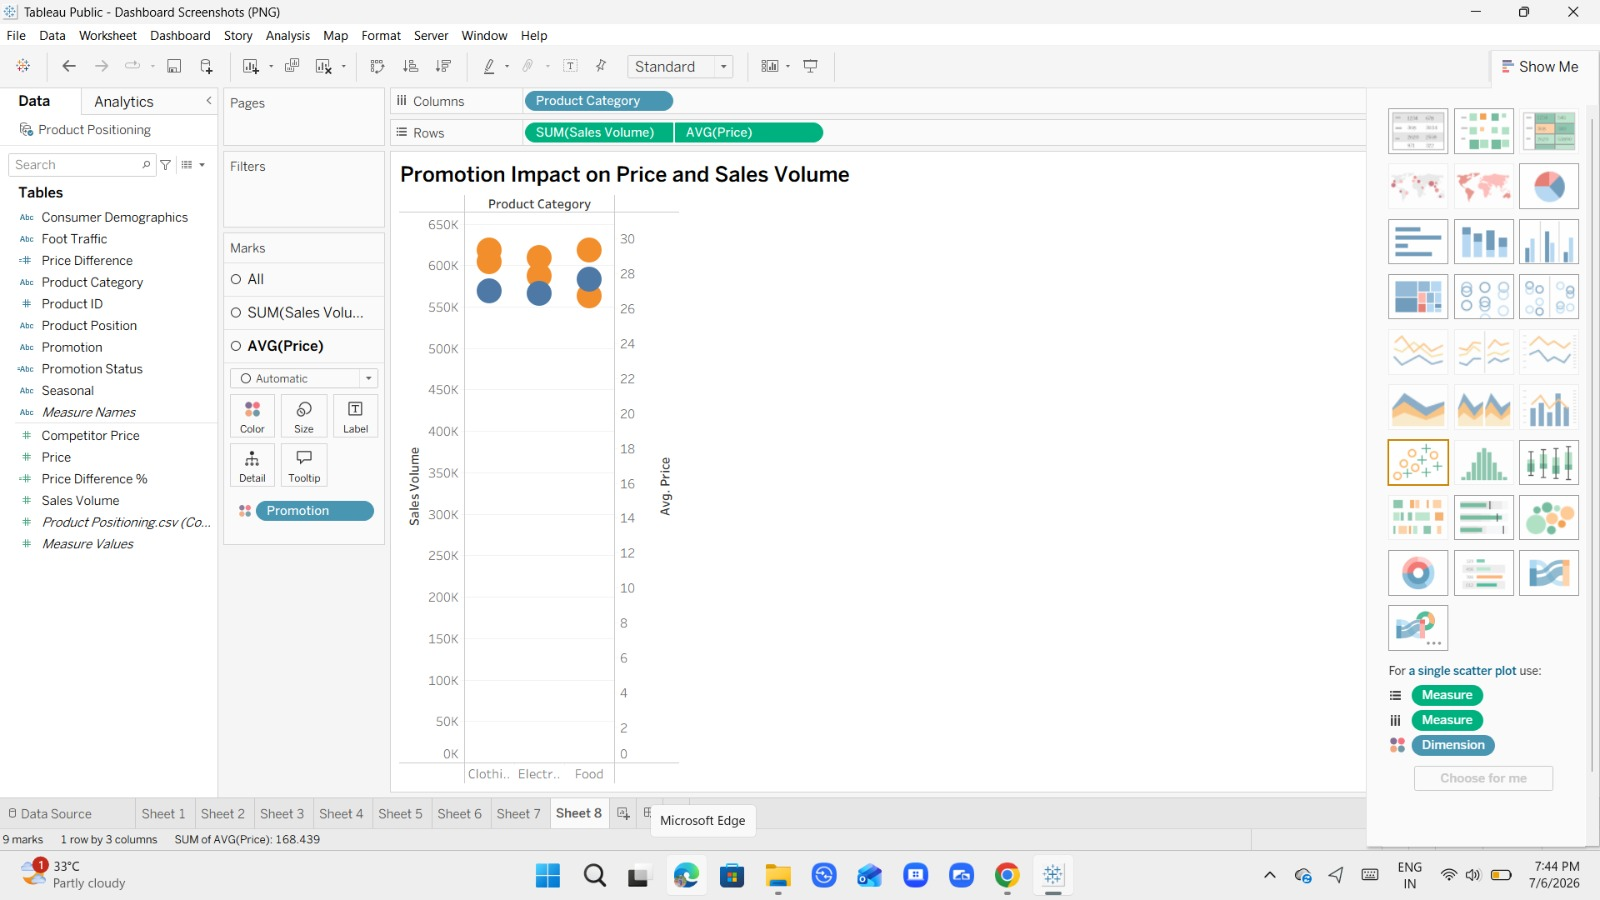 Tableau Public - Dashboard Screenshots (PNG)
File Data Worksheet Dashboard Story Analysis Map Format Server Window Help
Standard
Show Me
Data Analytics
Product Positioning
Search
Tables
Abc Consumer Demographics
Abc Foot Traffic
=# Price Difference
Abc Product Category
# Product ID
Abc Product Position
Abc Promotion
=Abc Promotion Status
Abc Seasonal
Abc Measure Names
# Competitor Price
# Price
=# Price Difference %
# Sales Volume
# Product Positioning.csv (Co...
# Measure Values
Pages
Filters
Marks
All
SUM(Sales Volu...
AVG(Price)
Automatic
Color Size Label
Detail Tooltip
Promotion
Columns Product Category
Rows SUM(Sales Volume) AVG(Price)
Promotion Impact on Price and Sales Volume
Product Category
Sales Volume
650K
600K
550K
500K
450K
400K
350K
300K
250K
200K
150K
100K
50K
0K
30
28
26
24
22
20
18
16
14
12
10
8
6
4
2
0
Avg. Price
Clothi.. Electr.. Food
For a single scatter plot use:
Measure
Measure
Dimension
Choose for me
Data Source Sheet 1 Sheet 2 Sheet 3 Sheet 4 Sheet 5 Sheet 6 Sheet 7 Sheet 8
Microsoft Edge
9 marks 1 row by 3 columns SUM of AVG(Price): 168.439
1
33°C
Partly cloudy
ENG
IN
7:44 PM
7/6/2026